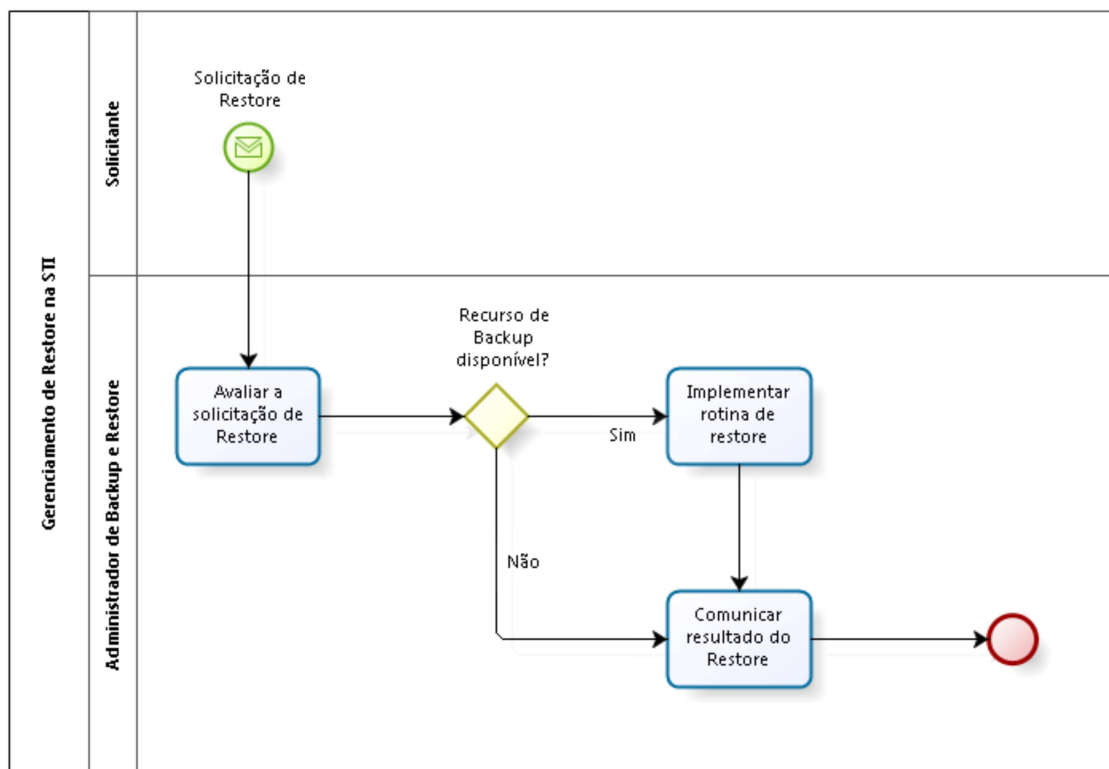 Gerenciamento de Restore na STI
Solicitante
Solicitação de
Restore
Administrador de Backup e Restore
Recurso de
Backup
disponível?
Avaliar a
solicitação de
Restore
Implementar
rotina de
restore
Sim
Não
Comunicar
resultado do
Restore